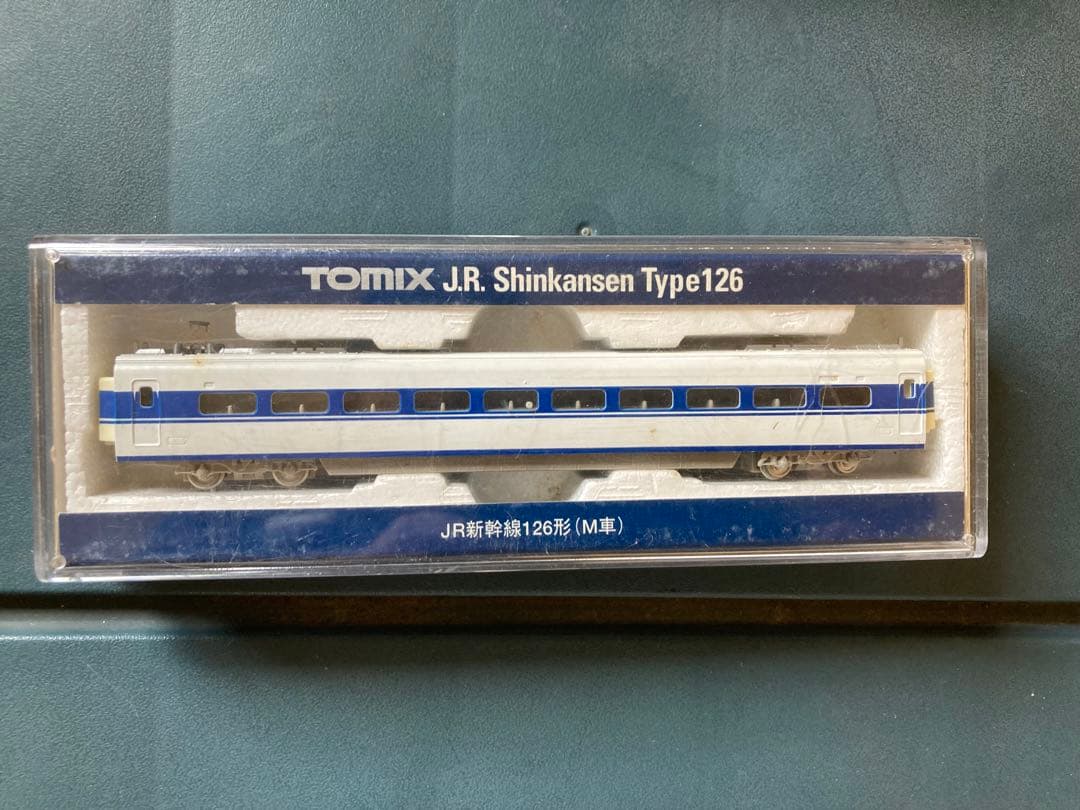 TOMIX J.R. Shinkansen Type126
JR新幹線126形(M車)